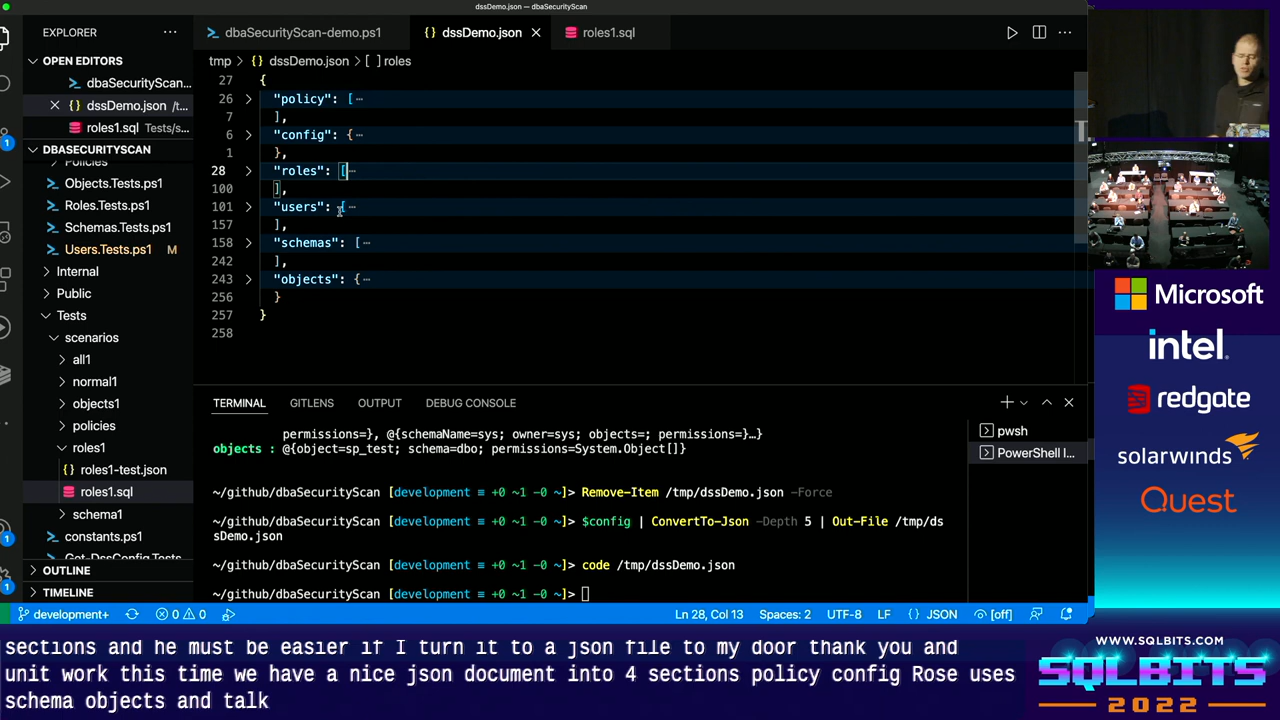 dssDemo.json — dbaSecurityScan
EXPLORER
OPEN EDITORS
dbaSecurityScan...
dssDemo.json /t...
roles1.sql Tests/s...
DBASECURITYSCAN
Policies
Objects.Tests.ps1
Roles.Tests.ps1
Schemas.Tests.ps1
Users.Tests.ps1 M
Internal
Public
Tests
scenarios
all1
normal1
objects1
policies
roles1
roles1-test.json
roles1.sql
schema1
constants.ps1
Get-DssConfig.Tests
OUTLINE
TIMELINE
dbaSecurityScan-demo.ps1
dssDemo.json
roles1.sql
tmp > dssDemo.json > [ ] roles
27 {
26 "policy": [
7 ],
6 "config": {
1 },
28 "roles": [
100 ],
101 "users": [
157 ],
158 "schemas": [
242 ],
243 "objects": {
256 }
257 }
258
TERMINAL GITLENS OUTPUT DEBUG CONSOLE
permissions=}, @{schemaName=sys; owner=sys; objects=; permissions=}…}
objects : @{object=sp_test; schema=dbo; permissions=System.Object[]}
~/github/dbaSecurityScan [development ≡ +0 ~1 -0 ~]> Remove-Item /tmp/dssDemo.json -Force
~/github/dbaSecurityScan [development ≡ +0 ~1 -0 ~]> $config | ConvertTo-Json -Depth 5 | Out-File /tmp/ds
sDemo.json
~/github/dbaSecurityScan [development ≡ +0 ~1 -0 ~]> code /tmp/dssDemo.json
~/github/dbaSecurityScan [development ≡ +0 ~1 -0 ~]>
pwsh
PowerShell I...
development+ 0 0 Ln 28, Col 13 Spaces: 2 UTF-8 LF {} JSON [off]
Microsoft
intel.
redgate
solarwinds
Quest
WWW.SQLBITS.COM
SQLBITS
2022
sections and he must be easier if I turn it to a json file to my door thank you and
unit work this time we have a nice json document into 4 sections policy config Rose uses
schema objects and talk